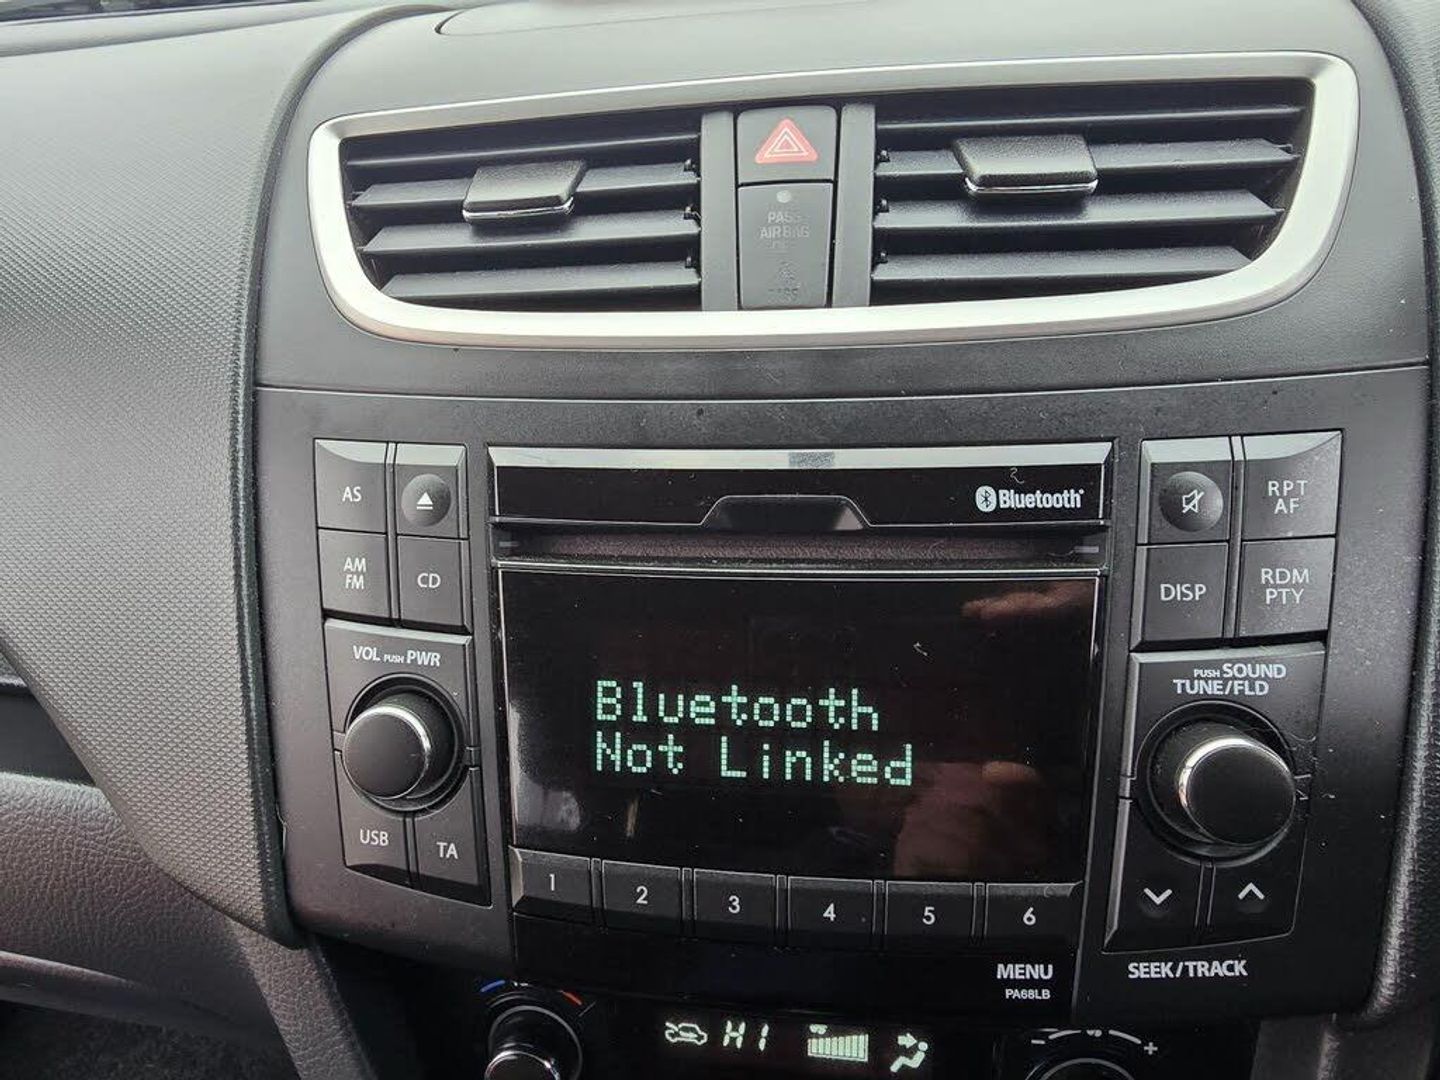 PASS
AIR BAG
Bluetooth
AS
AM
FM
CD
RPT
AF
DISP
RDM
PTY
VOL PUSH PWR
PUSH SOUND
TUNE/FLD
Bluetooth
Not Linked
USB
TA
1 2 3 4 5 6
MENU
PA68LB
SEEK/TRACK
HI
- +